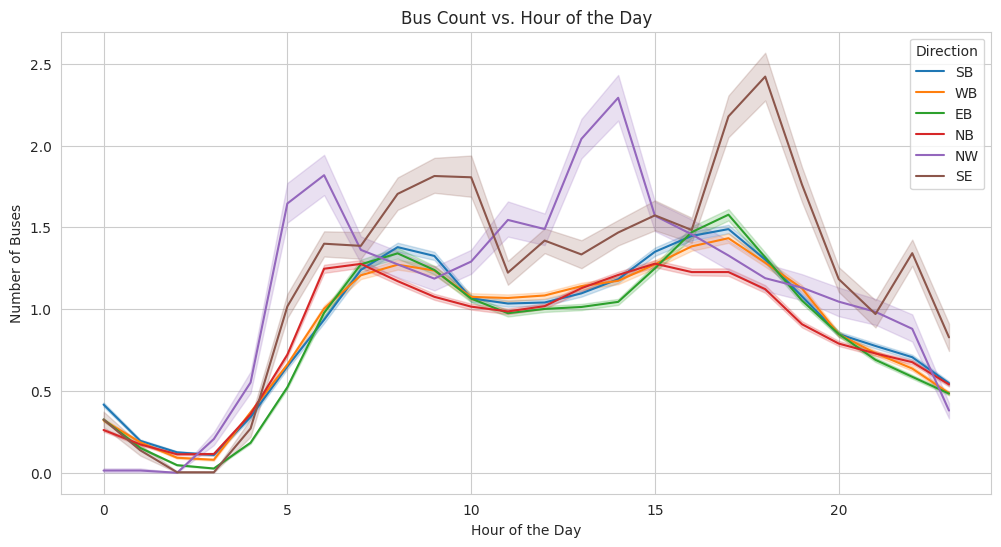 Bus Count vs. Hour of the Day
Number of Buses
2.5
2.0
1.5
1.0
0.5
0.0
0 5 10 15 20
Hour of the Day
Direction
SB
WB
EB
NB
NW
SE